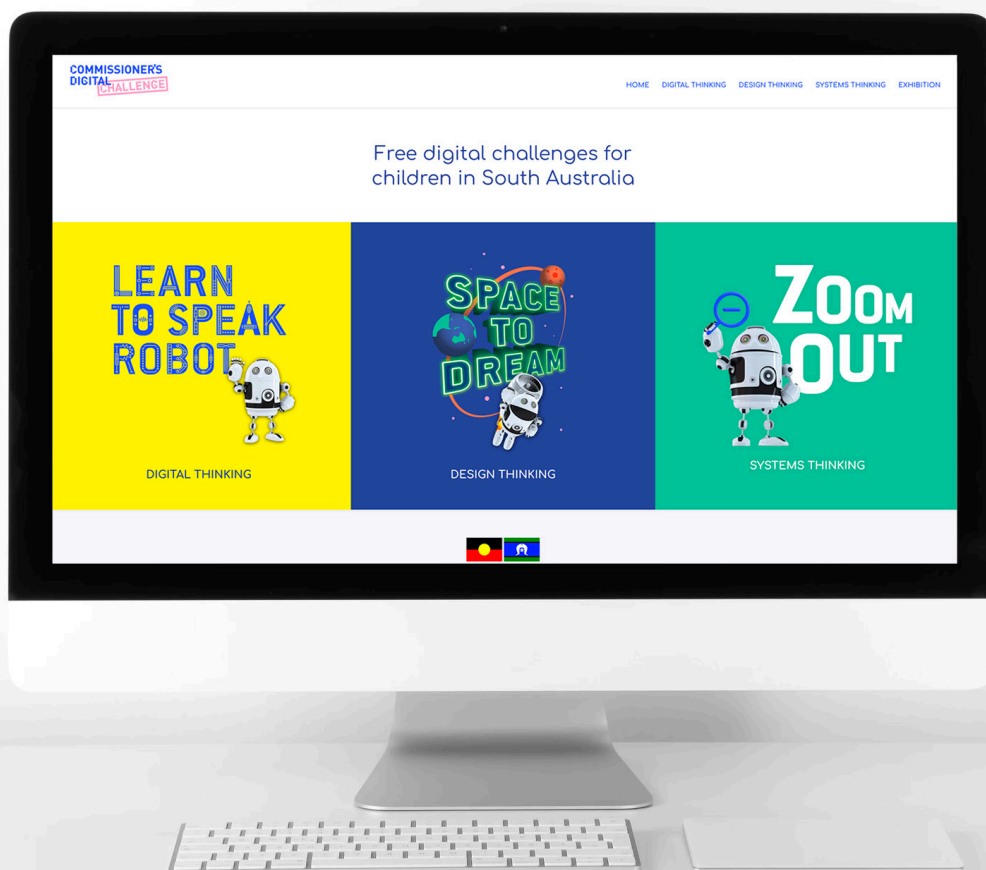 COMMISSIONER'S
DIGITAL
CHALLENGE
HOME DIGITAL THINKING DESIGN THINKING SYSTEMS THINKING EXHIBITION
Free digital challenges for
children in South Australia
LEARN
TO SPEAK
ROBOT
DIGITAL THINKING
SPACE
TO
DREAM
DESIGN THINKING
ZOOM
OUT
SYSTEMS THINKING